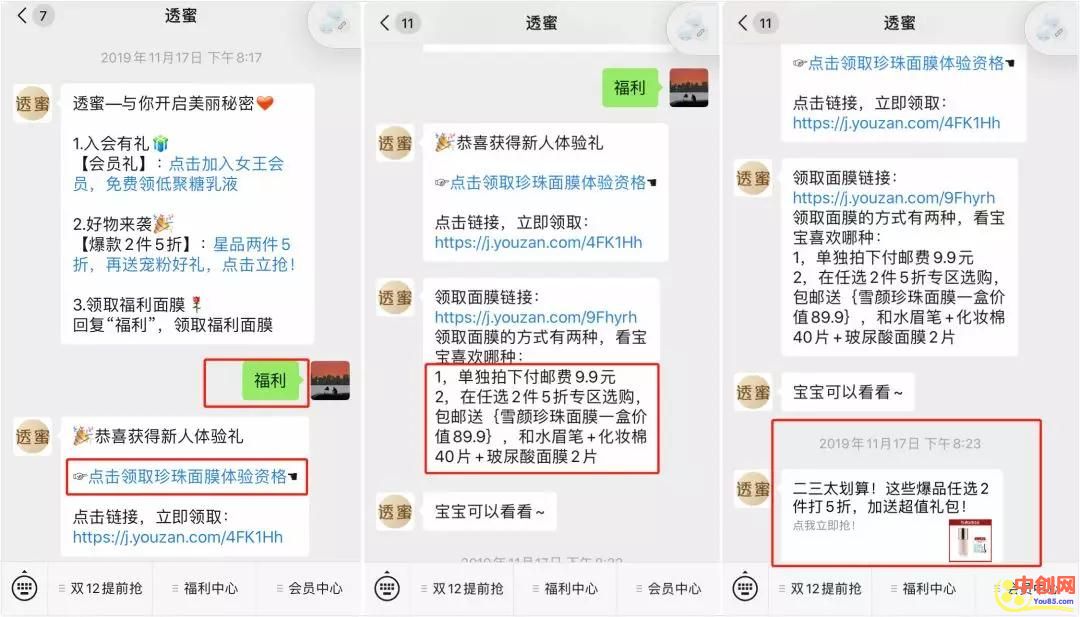 7
透蜜
2019年11月17日 下午8:17
透蜜
透蜜—与你开启美丽秘密
1.入会有礼
【会员礼】：点击加入女王会
员，免费领低聚糖乳液
2.好物来袭
【爆款2件5折】：星品两件5
折，再送宠粉好礼，点击立抢！
3.领取福利面膜
回复“福利”，领取福利面膜
福利
透蜜
恭喜获得新人体验礼
☞点击领取珍珠面膜体验资格☚
点击链接，立即领取：
https://j.youzan.com/4FK1Hh
双12提前抢
福利中心
会员中心
11
透蜜
福利
透蜜
恭喜获得新人体验礼
☞点击领取珍珠面膜体验资格☚
点击链接，立即领取：
https://j.youzan.com/4FK1Hh
透蜜
领取面膜链接：
https://j.youzan.com/9Fhyrh
领取面膜的方式有两种，看宝
宝喜欢哪种：
1，单独拍下付邮费9.9元
2，在任选2件5折专区选购，
包邮送｛雪颜珍珠面膜一盒价
值89.9｝，和水眉笔+化妆棉
40片+玻尿酸面膜2片
透蜜
宝宝可以看看~
双12提前抢
福利中心
会员中心
11
透蜜
☞点击领取珍珠面膜体验资格☚
点击链接，立即领取：
https://j.youzan.com/4FK1Hh
透蜜
领取面膜链接：
https://j.youzan.com/9Fhyrh
领取面膜的方式有两种，看宝
宝喜欢哪种：
1，单独拍下付邮费9.9元
2，在任选2件5折专区选购，
包邮送｛雪颜珍珠面膜一盒价
值89.9｝，和水眉笔+化妆棉
40片+玻尿酸面膜2片
透蜜
宝宝可以看看~
2019年11月17日 下午8:23
透蜜
二三太划算！这些爆品任选2
件打5折，加送超值礼包！
点我立即抢！
双12提前抢
福利中心
中创网
You85.com